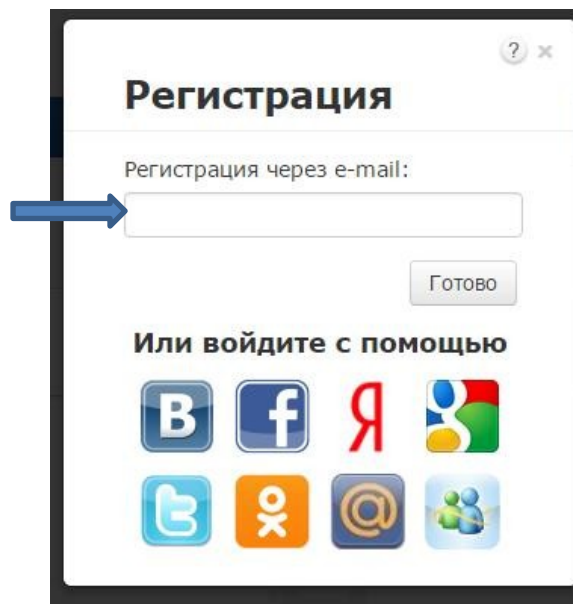 ?
Регистрация
Регистрация через e-mail:
Готово
Или войдите с помощью
В f Я g
t @